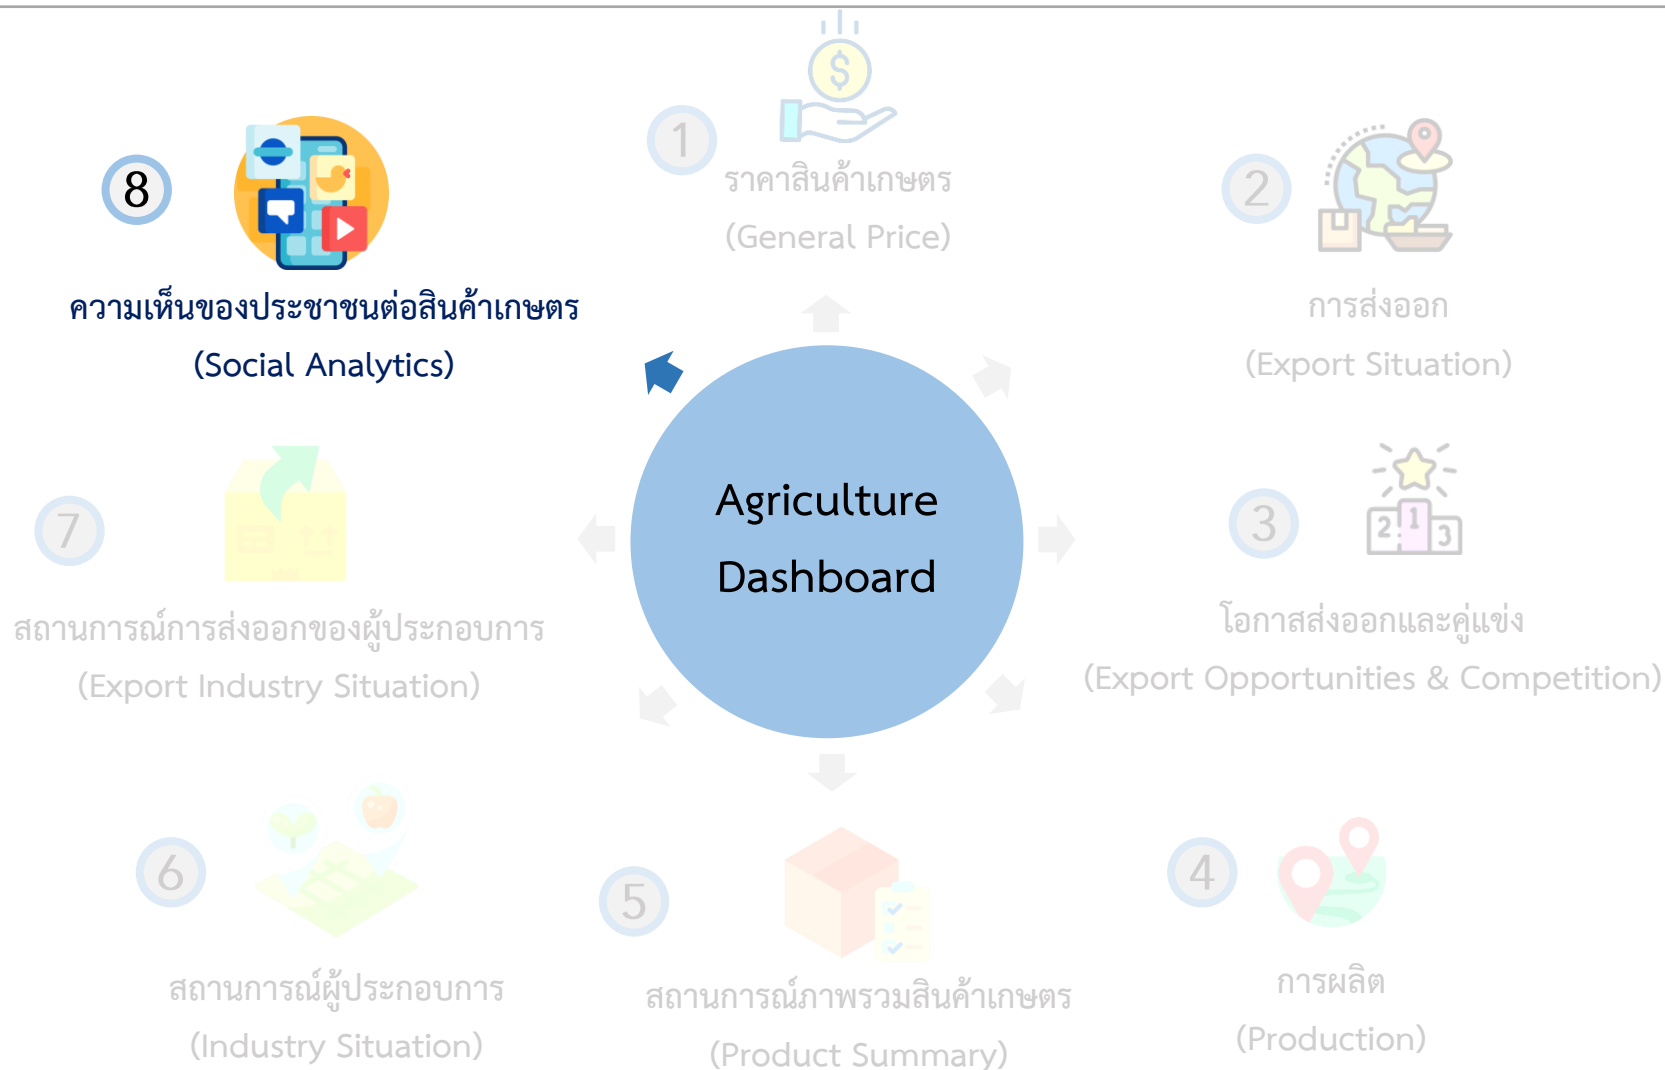 1
ราคาสินค้าเกษตร
(General Price)
2
การส่งออก
(Export Situation)
3
2 1 3
โอกาสส่งออกและคู่แข่ง
(Export Opportunities & Competition)
4
การผลิต
(Production)
5
สถานการณ์ภาพรวมสินค้าเกษตร
(Product Summary)
6
สถานการณ์ผู้ประกอบการ
(Industry Situation)
7
สถานการณ์การส่งออกของผู้ประกอบการ
(Export Industry Situation)
8
ความเห็นของประชาชนต่อสินค้าเกษตร
(Social Analytics)
Agriculture
Dashboard
$